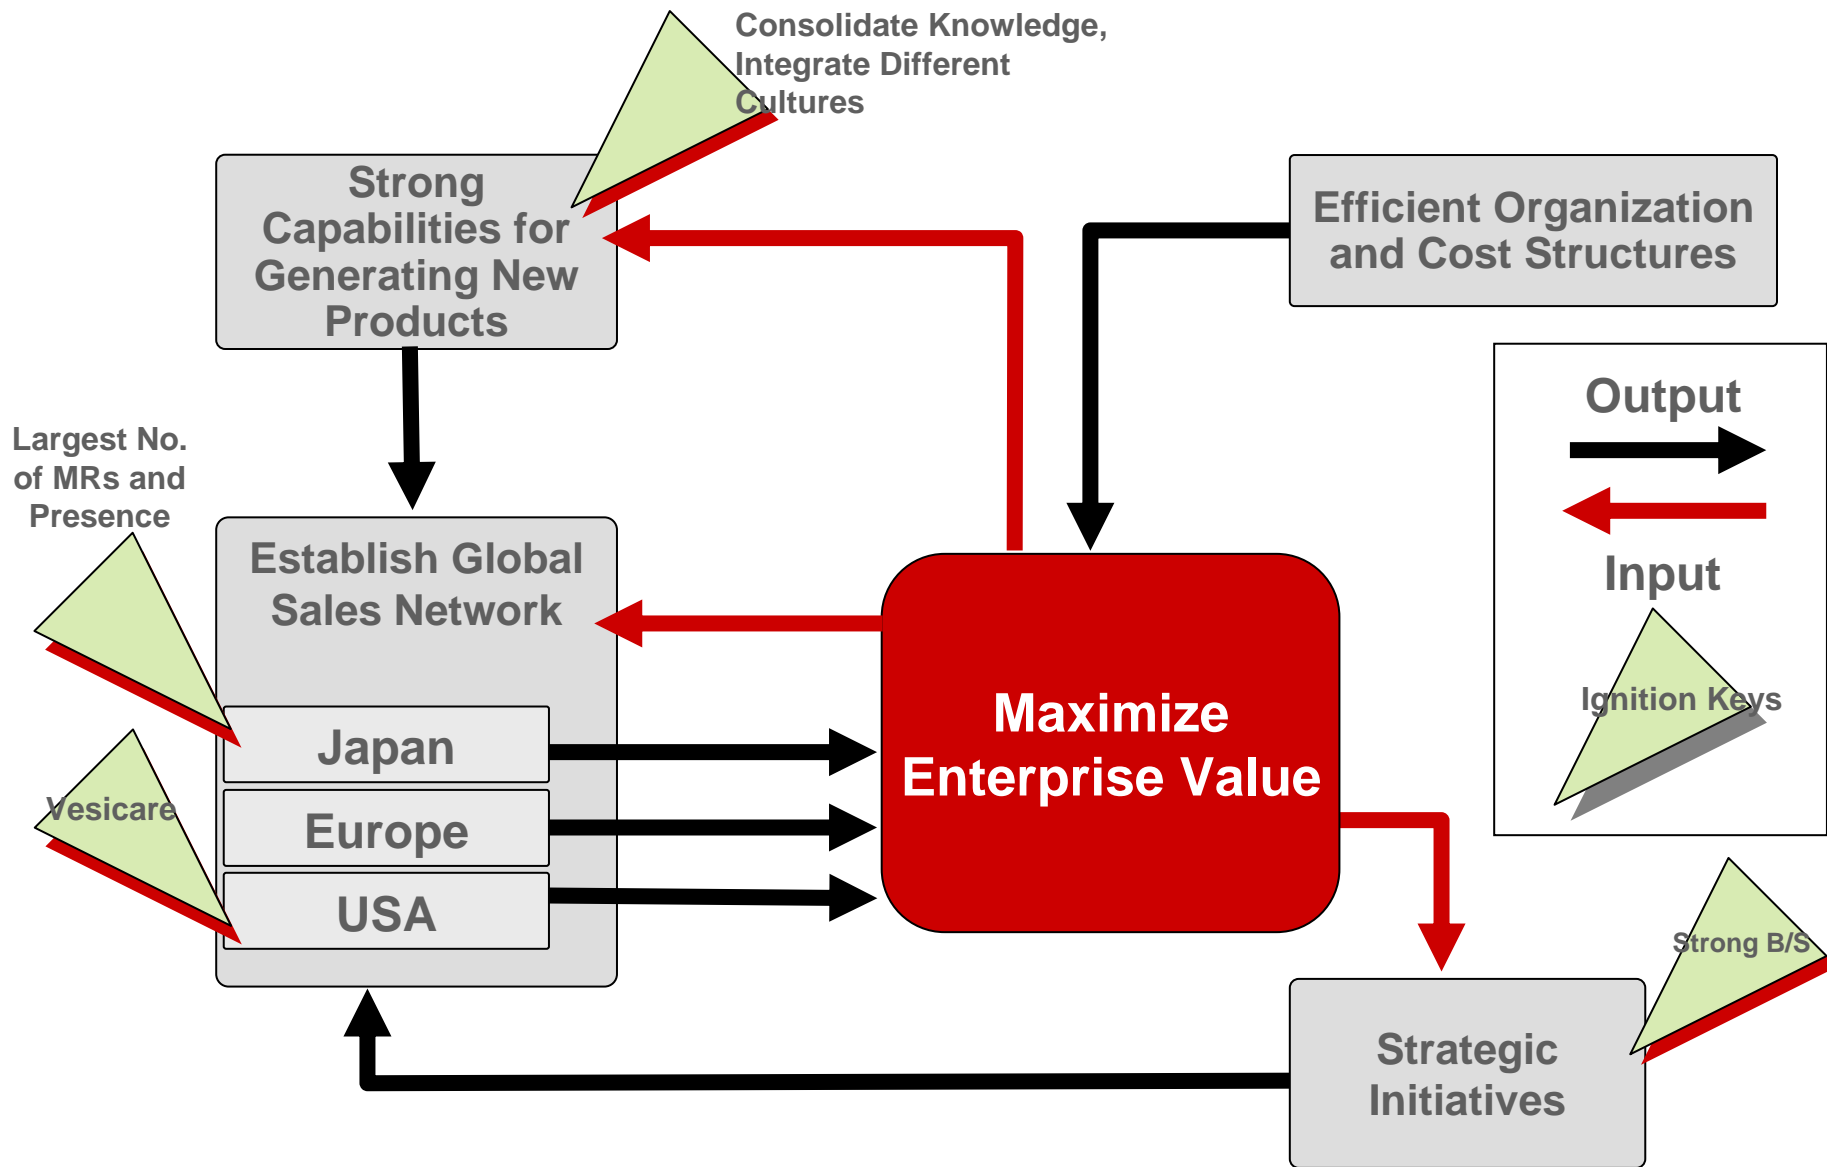 Consolidate Knowledge,
Integrate Different
Cultures
Strong
Capabilities for
Generating New
Products
Efficient Organization
and Cost Structures
Output
Input
Ignition Keys
Largest No.
of MRs and
Presence
Establish Global
Sales Network
Japan
Europe
USA
Vesicare
Maximize
Enterprise Value
Strong B/S
Strategic
Initiatives